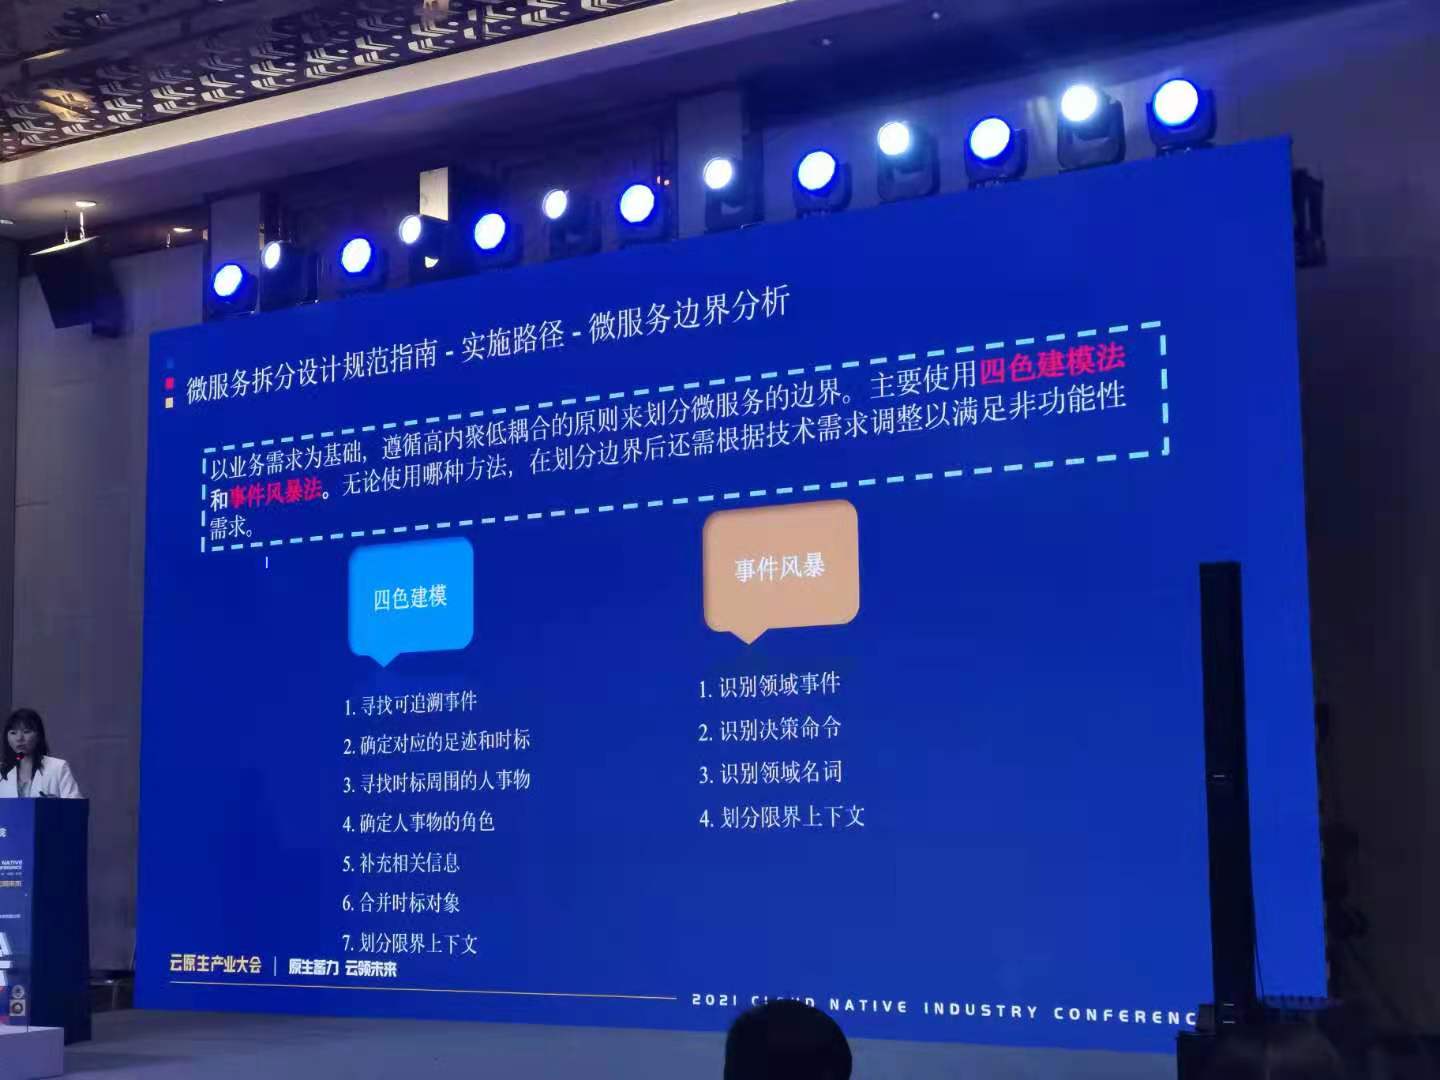 微服务拆分设计规范指南 - 实施路径 - 微服务边界分析
以业务需求为基础，遵循高内聚低耦合的原则来划分微服务的边界。主要使用四色建模法
和事件风暴法。无论使用哪种方法，在划分边界后还需根据技术需求调整以满足非功能性
需求。
四色建模
1. 寻找可追溯事件
2. 确定对应的足迹和时标
3. 寻找时标周围的人事物
4. 确定人事物的角色
5. 补充相关信息
6. 合并时标对象
7. 划分限界上下文
事件风暴
1. 识别领域事件
2. 识别决策命令
3. 识别领域名词
4. 划分限界上下文
云原生产业大会 | 原生蓄力 云领未来
2021 CLOUD NATIVE INDUSTRY CONFERENC
NATIVE